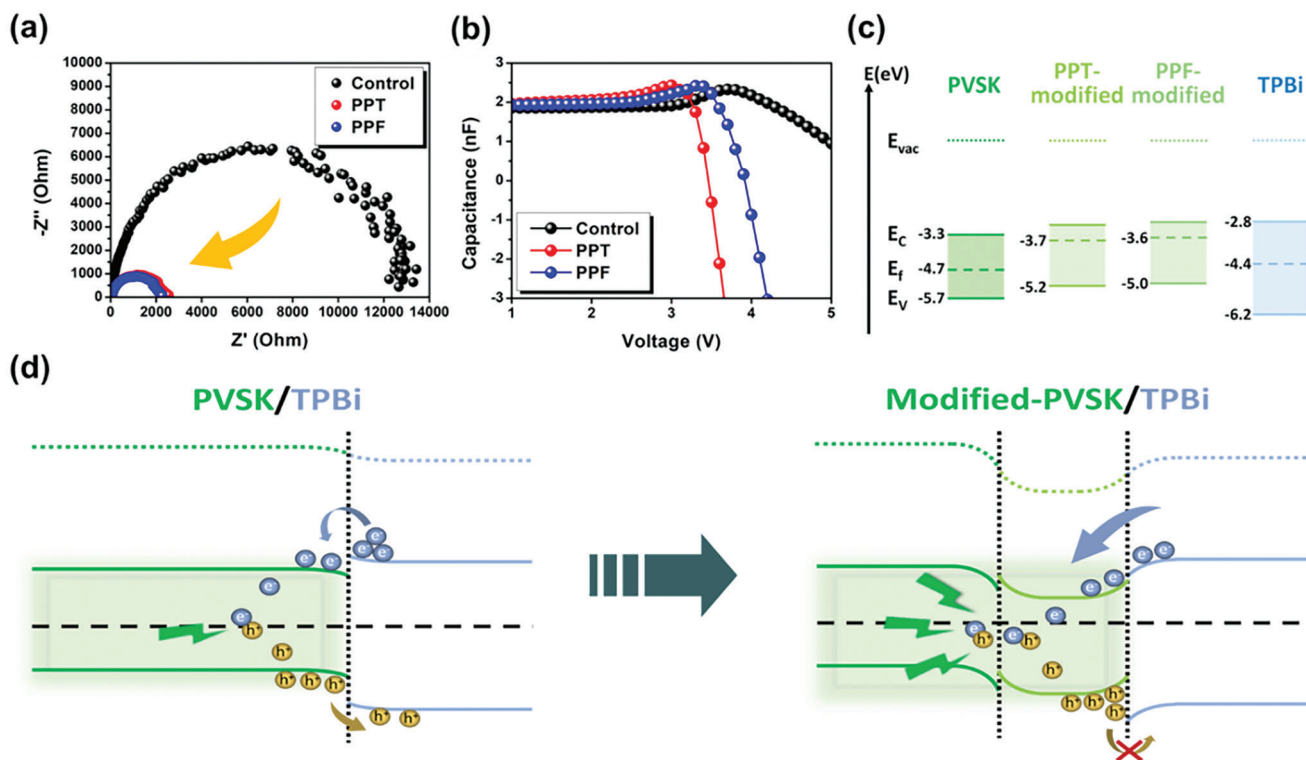 (a)
10000
9000
8000
7000
6000
5000
4000
3000
2000
1000
0
-Z'' (Ohm)
Control
PPT
PPF
0 2000 4000 6000 8000 10000 12000 14000
Z' (Ohm)
(b)
3
2
1
0
-1
-2
-3
Capacitance (nF)
Control
PPT
PPF
1 2 3 4 5
Voltage (V)
(c)
E(eV)
PVSK
PPT-
modified
PPF-
modified
TPBi
Evac
EC -3.3
Ef -4.7
EV -5.7
-3.7
-5.2
-3.6
-5.0
-2.8
-4.4
-6.2
(d)
PVSK/TPBi
e-
e- e-
e- e-
e-
e-
h+
h+
h+ h+ h+
h+ h+
Modified-PVSK/TPBi
e- e-
e- e-
e-
e- e-
h+ h+
h+
h+ h+ h+ h+
h+